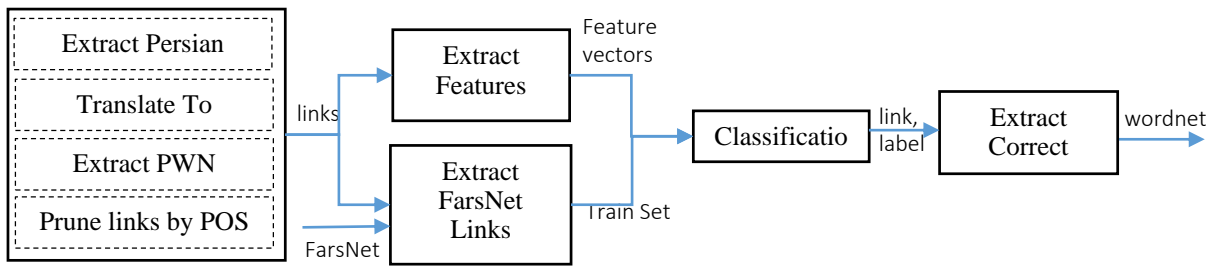 Extract Persian
Translate To
Extract PWN
Prune links by POS
links
FarsNet
Extract
Features
Extract
FarsNet
Links
Feature
vectors
Train Set
Classificatio
link,
label
Extract
Correct
wordnet